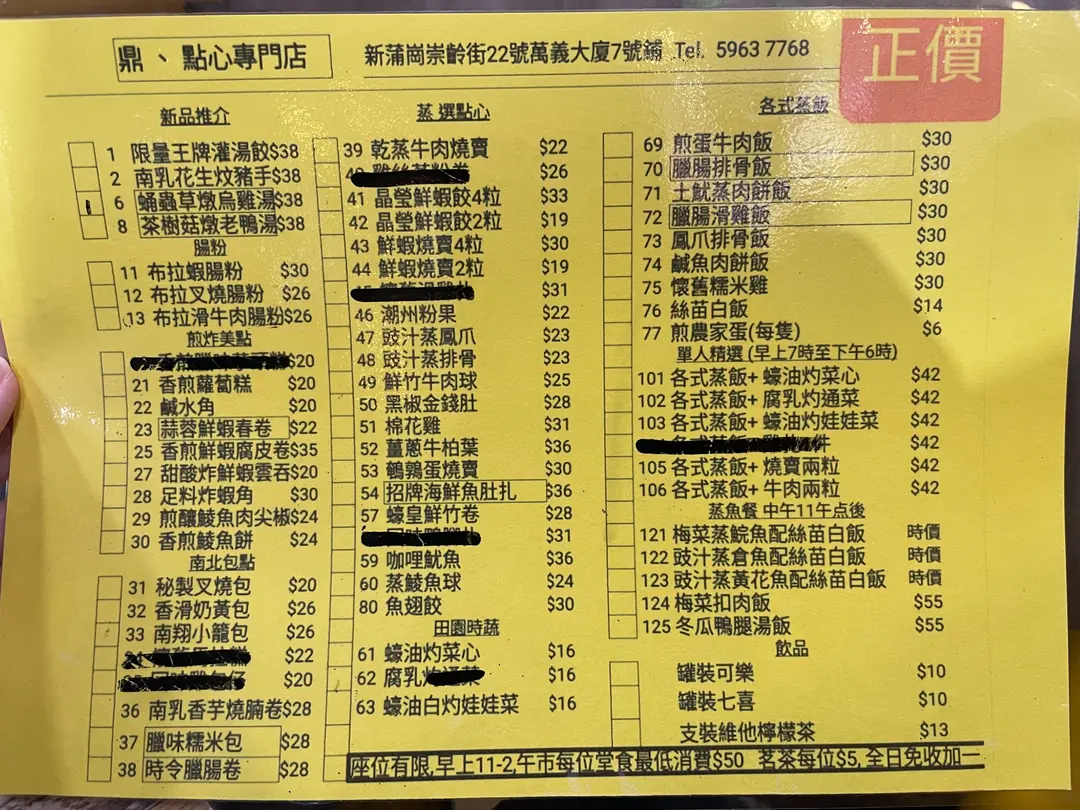 鼎、點心專門店
新蒲崗崇齡街22號萬義大廈7號鋪 Tel. 5963 7768
正價
新品推介
1 限量王牌灌湯餃$38
2 南乳花生炆豬手$38
6 蛹蟲草燉烏雞湯$38
8 茶樹菇燉老鴨湯$38
腸粉
11 布拉蝦腸粉 $30
12 布拉叉燒腸粉 $26
13 布拉滑牛肉腸粉$26
煎炸美點
$20
21 香煎蘿蔔糕 $20
22 鹹水角 $20
23 蒜蓉鮮蝦春卷 $22
25 香煎鮮蝦腐皮卷$35
27 甜酸炸鮮蝦雲吞$20
28 足料炸蝦角 $30
29 煎釀鯪魚肉尖椒$24
30 香煎鯪魚餅 $24
南北包點
31 秘製叉燒包 $20
32 香滑奶黃包 $26
33 南翔小籠包 $26
$22
$20
36 南乳香芋燒腩卷$28
37 臘味糯米包 $28
38 時令臘腸卷 $28
蒸選點心
39 乾蒸牛肉燒賣 $22
$26
41 晶瑩鮮蝦餃4粒 $33
42 晶瑩鮮蝦餃2粒 $19
43 鮮蝦燒賣4粒 $30
44 鮮蝦燒賣2粒 $19
$31
46 潮州粉果 $22
47 豉汁蒸鳳爪 $23
48 豉汁蒸排骨 $23
49 鮮竹牛肉球 $25
50 黑椒金錢肚 $28
51 棉花雞 $31
52 薑蔥牛柏葉 $36
53 鵪鶉蛋燒賣 $30
54 招牌海鮮魚肚扎 $36
57 蠔皇鮮竹卷 $28
$31
59 咖哩魷魚 $36
60 蒸鯪魚球 $24
80 魚翅餃 $30
田園時蔬
61 蠔油灼菜心 $16
62 腐乳 $16
63 蠔油白灼娃娃菜 $16
各式蒸飯
69 煎蛋牛肉飯 $30
70 臘腸排骨飯 $30
71 土魷蒸肉餅飯 $30
72 臘腸滑雞飯 $30
73 鳳爪排骨飯 $30
74 鹹魚肉餅飯 $30
75 懷舊糯米雞 $30
76 絲苗白飯 $14
77 煎農家蛋(每隻) $6
單人精選 (早上7時至下午6時)
101 各式蒸飯+ 蠔油灼菜心 $42
102 各式蒸飯+ 腐乳灼通菜 $42
103 各式蒸飯+ 蠔油灼娃娃菜 $42
件 $42
105 各式蒸飯+ 燒賣兩粒 $42
106 各式蒸飯+ 牛肉兩粒 $42
蒸魚餐 中午11午点後
121 梅菜蒸鯇魚配絲苗白飯 時價
122 豉汁蒸倉魚配絲苗白飯 時價
123 豉汁蒸黃花魚配絲苗白飯 時價
124 梅菜扣肉飯 $55
125 冬瓜鴨腿湯飯 $55
飲品
罐裝可樂 $10
罐裝七喜 $10
支裝維他檸檬茶 $13
座位有限,早上11-2,午市每位堂食最低消費$50 茗茶每位$5, 全日免收加一